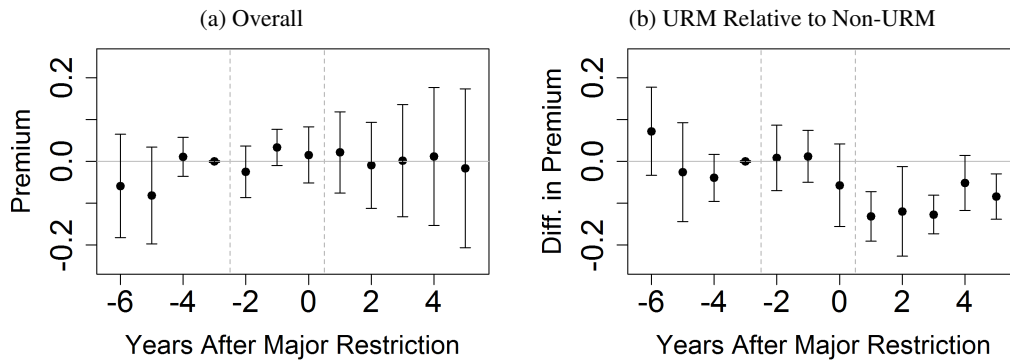 (a) Overall
Premium
0.2
0.0
-0.2
-6 -4 -2 0 2 4
Years After Major Restriction
(b) URM Relative to Non-URM
Diff. in Premium
0.2
0.0
-0.2
-6 -4 -2 0 2 4
Years After Major Restriction